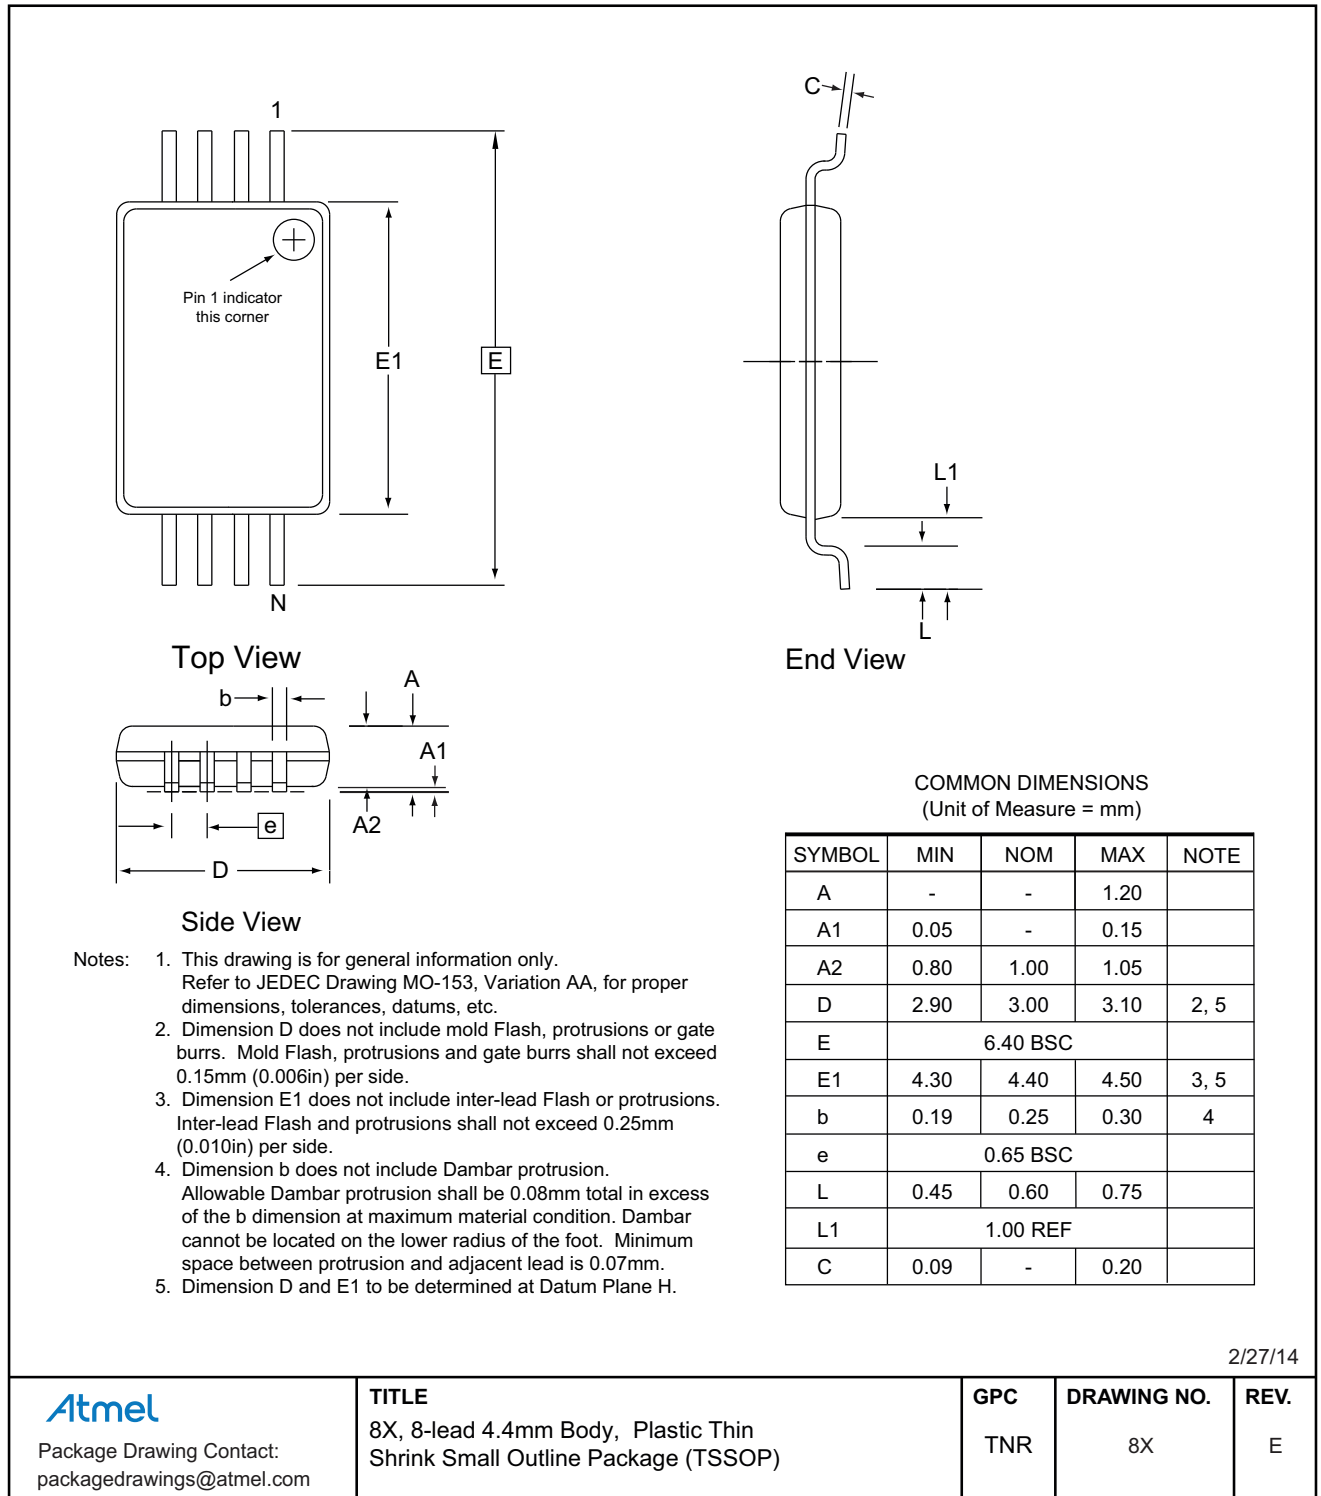 1
Pin 1 indicator
this corner
E1
E
N
Top View
C
L1
L
End View
b
A
A1
A2
e
D
Side View
COMMON DIMENSIONS
(Unit of Measure = mm)
SYMBOL MIN NOM MAX NOTE
A - - 1.20
A1 0.05 - 0.15
A2 0.80 1.00 1.05
D 2.90 3.00 3.10 2, 5
E 6.40 BSC
E1 4.30 4.40 4.50 3, 5
b 0.19 0.25 0.30 4
e 0.65 BSC
L 0.45 0.60 0.75
L1 1.00 REF
C 0.09 - 0.20
Notes: 1. This drawing is for general information only.
Refer to JEDEC Drawing MO-153, Variation AA, for proper
dimensions, tolerances, datums, etc.
2. Dimension D does not include mold Flash, protrusions or gate
burrs. Mold Flash, protrusions and gate burrs shall not exceed
0.15mm (0.006in) per side.
3. Dimension E1 does not include inter-lead Flash or protrusions.
Inter-lead Flash and protrusions shall not exceed 0.25mm
(0.010in) per side.
4. Dimension b does not include Dambar protrusion.
Allowable Dambar protrusion shall be 0.08mm total in excess
of the b dimension at maximum material condition. Dambar
cannot be located on the lower radius of the foot. Minimum
space between protrusion and adjacent lead is 0.07mm.
5. Dimension D and E1 to be determined at Datum Plane H.
2/27/14
Atmel
Package Drawing Contact:
packagedrawings@atmel.com
TITLE
8X, 8-lead 4.4mm Body, Plastic Thin
Shrink Small Outline Package (TSSOP)
GPC
TNR
DRAWING NO.
8X
REV.
E